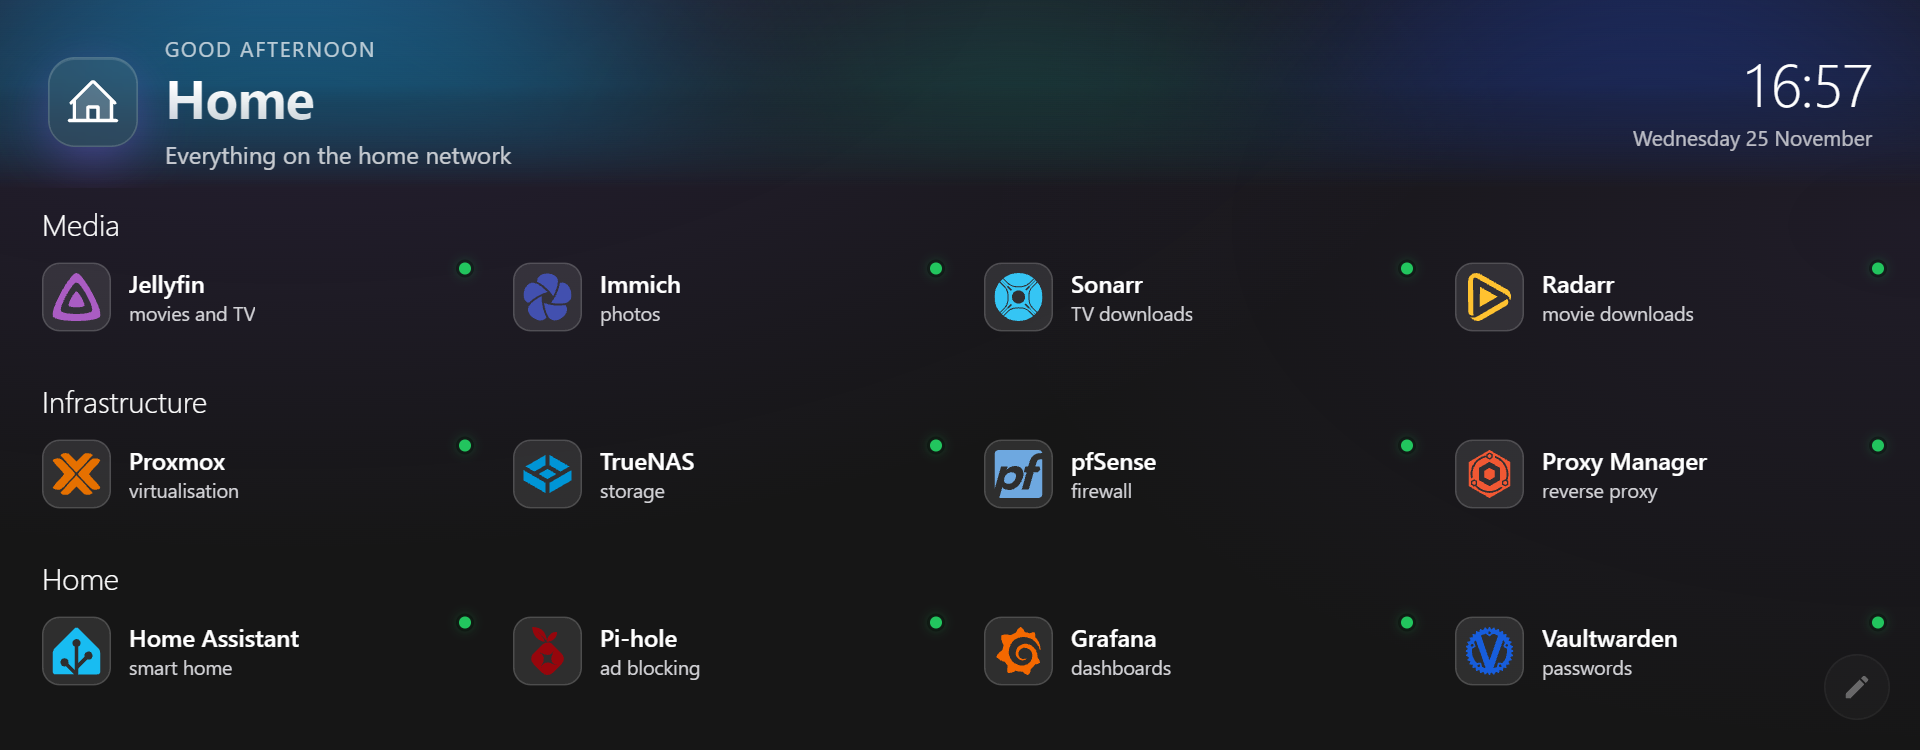 GOOD AFTERNOON
Home
Everything on the home network
16:57
Wednesday 25 November
Media
Jellyfin
movies and TV
Immich
photos
Sonarr
TV downloads
Radarr
movie downloads
Infrastructure
Proxmox
virtualisation
TrueNAS
storage
pf
pfSense
firewall
Proxy Manager
reverse proxy
Home
Home Assistant
smart home
Pi-hole
ad blocking
Grafana
dashboards
V
Vaultwarden
passwords